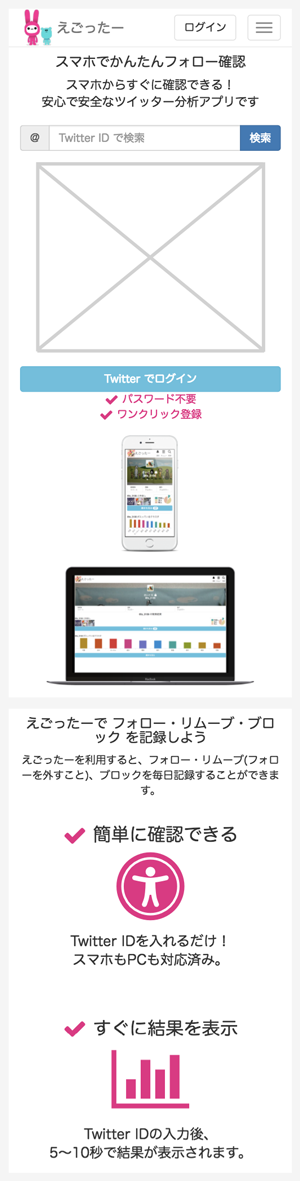 えごったー
ログイン
スマホでかんたんフォロー確認
スマホからすぐに確認できる！
安心で安全なツイッター分析アプリです
@
Twitter ID で検索
検索
Twitter でログイン
パスワード不要
ワンクリック登録
えごったーで フォロー・リムーブ・ブロ
ック を記録しよう
えごったーを利用すると、フォロー・リムーブ(フォロ
ーを外すこと)、ブロックを毎日記録することができま
す。
簡単に確認できる
Twitter IDを入れるだけ！
スマホもPCも対応済み。
すぐに結果を表示
Twitter IDの入力後、
5〜10秒で結果が表示されます。